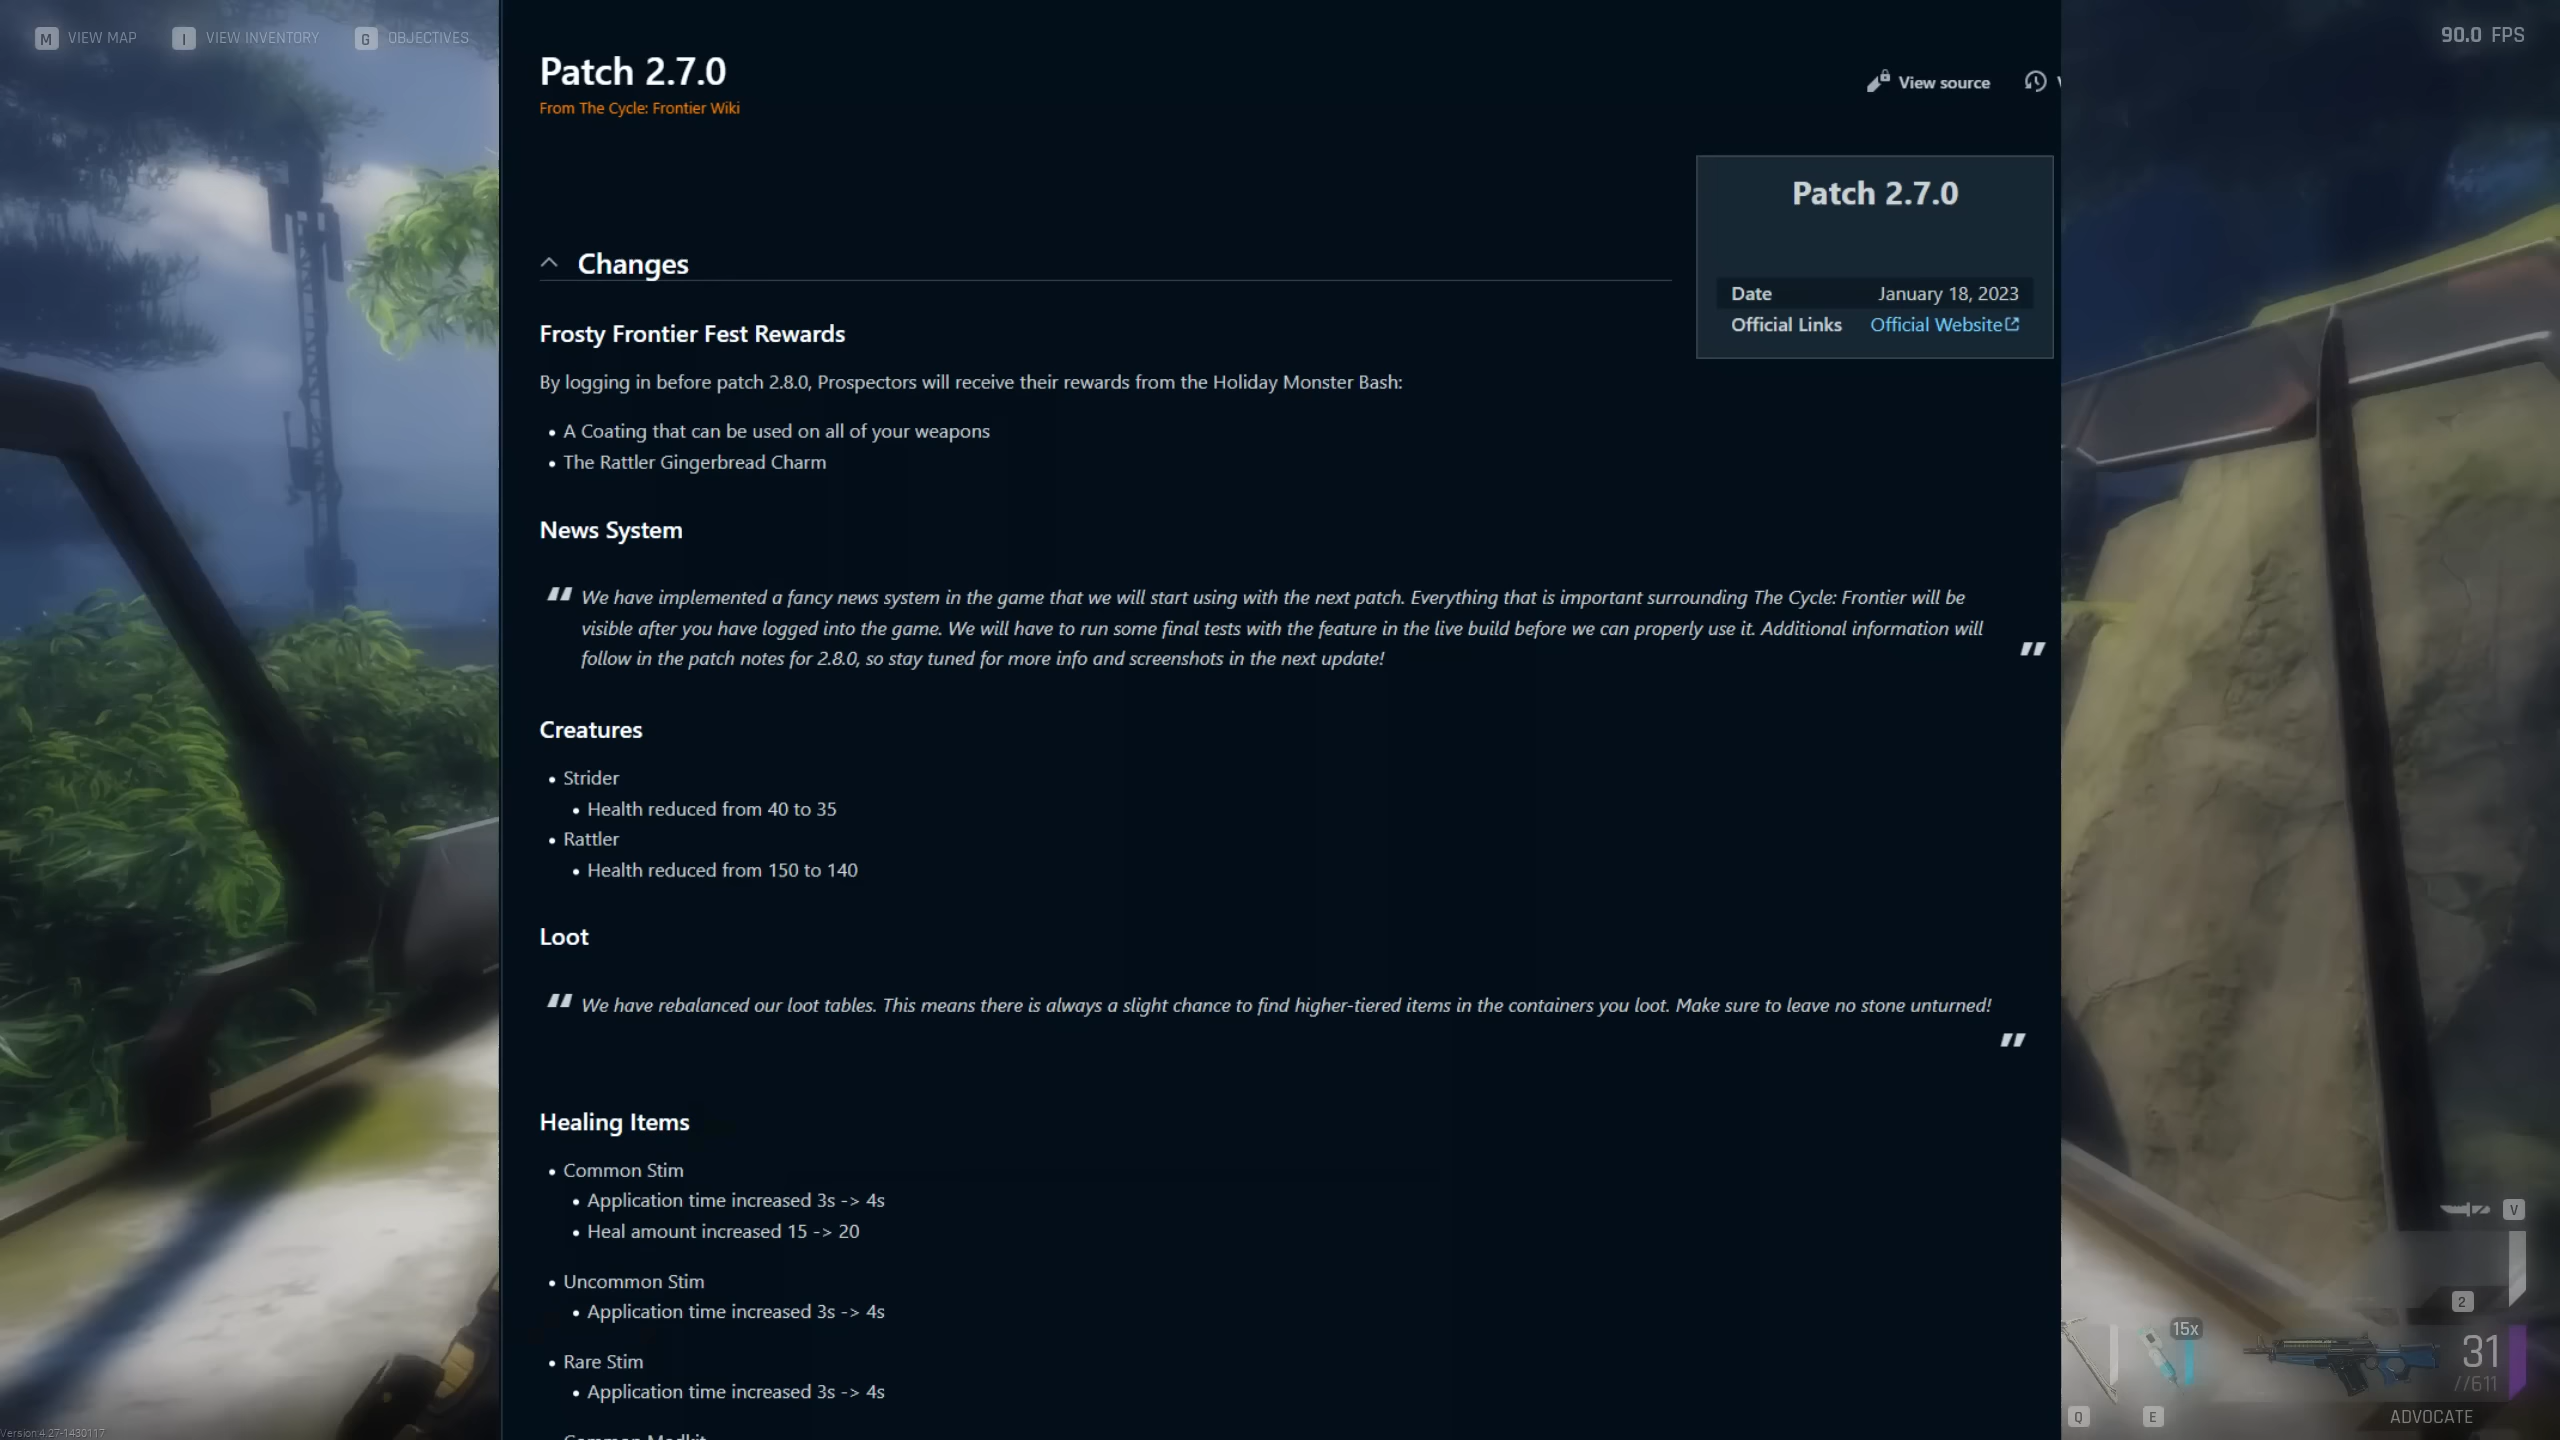 M VIEW MAP I VIEW INVENTORY G OBJECTIVES
90.0 FPS
Patch 2.7.0
From The Cycle: Frontier Wiki
View source
Patch 2.7.0
Date January 18, 2023
Official Links Official Website
Changes
Frosty Frontier Fest Rewards
By logging in before patch 2.8.0, Prospectors will receive their rewards from the Holiday Monster Bash:
• A Coating that can be used on all of your weapons
• The Rattler Gingerbread Charm
News System
" We have implemented a fancy news system in the game that we will start using with the next patch. Everything that is important surrounding The Cycle: Frontier will be
visible after you have logged into the game. We will have to run some final tests with the feature in the live build before we can properly use it. Additional information will
follow in the patch notes for 2.8.0, so stay tuned for more info and screenshots in the next update! "
Creatures
• Strider
• Health reduced from 40 to 35
• Rattler
• Health reduced from 150 to 140
Loot
" We have rebalanced our loot tables. This means there is always a slight chance to find higher-tiered items in the containers you loot. Make sure to leave no stone unturned!
"
Healing Items
• Common Stim
• Application time increased 3s -> 4s
• Heal amount increased 15 -> 20
• Uncommon Stim
• Application time increased 3s -> 4s
• Rare Stim
• Application time increased 3s -> 4s
V
2
15x
31
//611
Q E ADVOCATE
Version:4.27-1430117